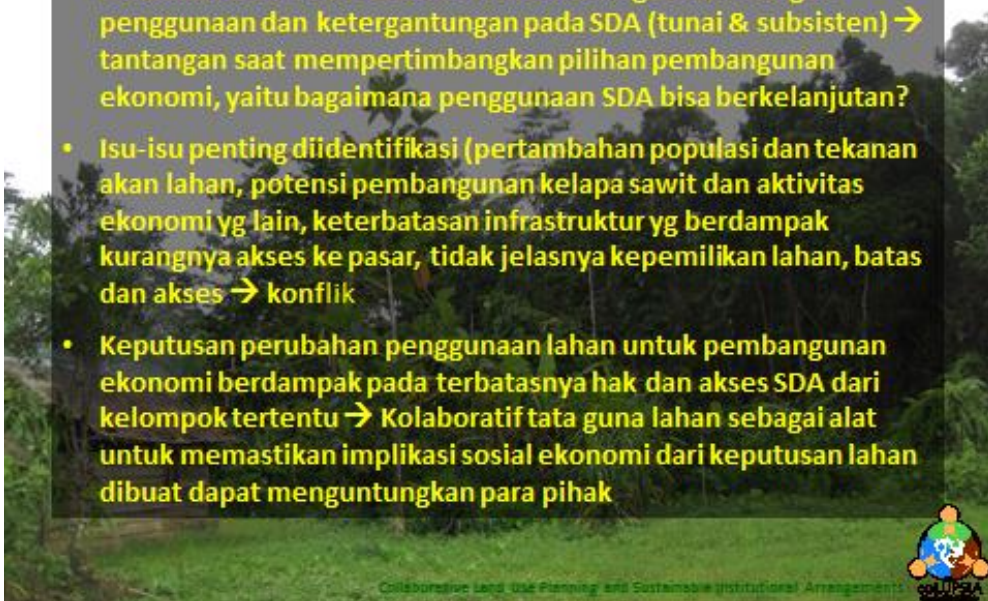 penggunaan dan ketergantungan pada SDA (tunai & subsisten) →
tantangan saat mempertimbangkan pilihan pembangunan
ekonomi, yaitu bagaimana penggunaan SDA bisa berkelanjutan?
• Isu-isu penting diidentifikasi (pertambahan populasi dan tekanan
akan lahan, potensi pembangunan kelapa sawit dan aktivitas
ekonomi yg lain, keterbatasan infrastruktur yg berdampak
kurangnya akses ke pasar, tidak jelasnya kepemilikan lahan, batas
dan akses → konflik
• Keputusan perubahan penggunaan lahan untuk pembangunan
ekonomi berdampak pada terbatasnya hak dan akses SDA dari
kelompok tertentu → Kolaboratif tata guna lahan sebagai alat
untuk memastikan implikasi sosial ekonomi dari keputusan lahan
dibuat dapat menguntungkan para pihak
Collaborative Land Use Planning and Sustainable Institutional Arrangements
colLUPSIA